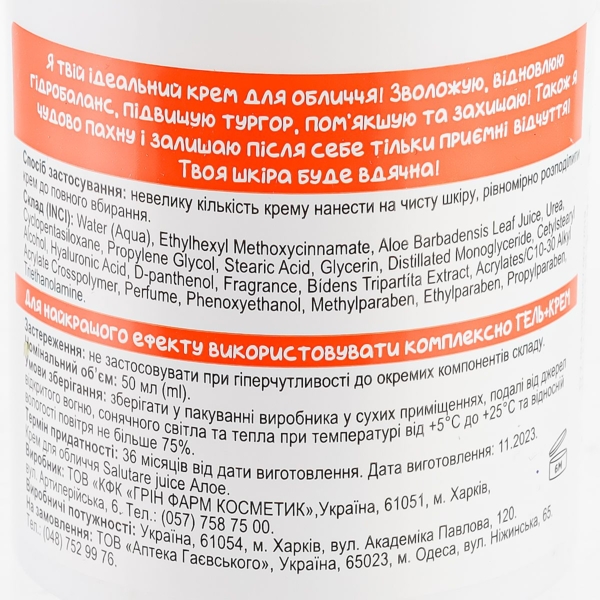 Я твій ідеальний крем для обличчя! Зволожую, відновлюю
гідробаланс, підвищую тургор, пом'якшую та захищаю! Також я
чудово пахну і залишаю після себе тільки приємні відчуття!
Твоя шкіра буде вдячна!
Спосіб застосування: невелику кількість крему нанести на чисту шкіру, рівномірно розподілити
крем до повного вбирання.
Склад (INCI): Water (Aqua), Ethylhexyl Methoxycinnamate, Aloe Barbadensis Leaf Juice, Urea,
Cyclopentasiloxane, Propylene Glycol, Stearic Acid, Glycerin, Distilled Monoglyceride, Cetylstearyl
Alcohol, Hyaluronic Acid, D-panthenol, Fragrance, Bidens Tripartita Extract, Acrylates/C10-30 Alkyl
Acrylate Crosspolymer, Perfume, Phenoxyethanol, Methylparaben, Ethylparaben, Propylparaben,
Triethanolamine.
Для найкращого ефекту використовувати комплексно ГЕЛЬ+КРЕМ
Застереження: не застосовувати при гіперчутливості до окремих компонентів складу.
Номінальний об'єм: 50 мл (ml).
Умови зберігання: зберігати у пакуванні виробника у сухих приміщеннях, подалі від джерел
відкритого вогню, сонячного світла та тепла при температурі від +5°C до +25°C та відносній
вологості повітря не більше 75%.
Термін придатності: 36 місяців від дати виготовлення. Дата виготовлення: 11.2023.
Крем для обличчя Salutare juice Алое.
Виробник: ТОВ «КФК «ГРІН ФАРМ КОСМЕТИК», Україна, 61051, м. Харків,
вул. Артилерійська, 6. Тел.: (057) 758 75 00.
Виробничі потужності: Україна, 61054, м. Харків, вул. Академіка Павлова, 120.
На замовлення: ТОВ «Аптека Гаєвського», Україна, 65023, м. Одеса, вул. Ніжинська, 65.
Тел.: (048) 752 99 76.